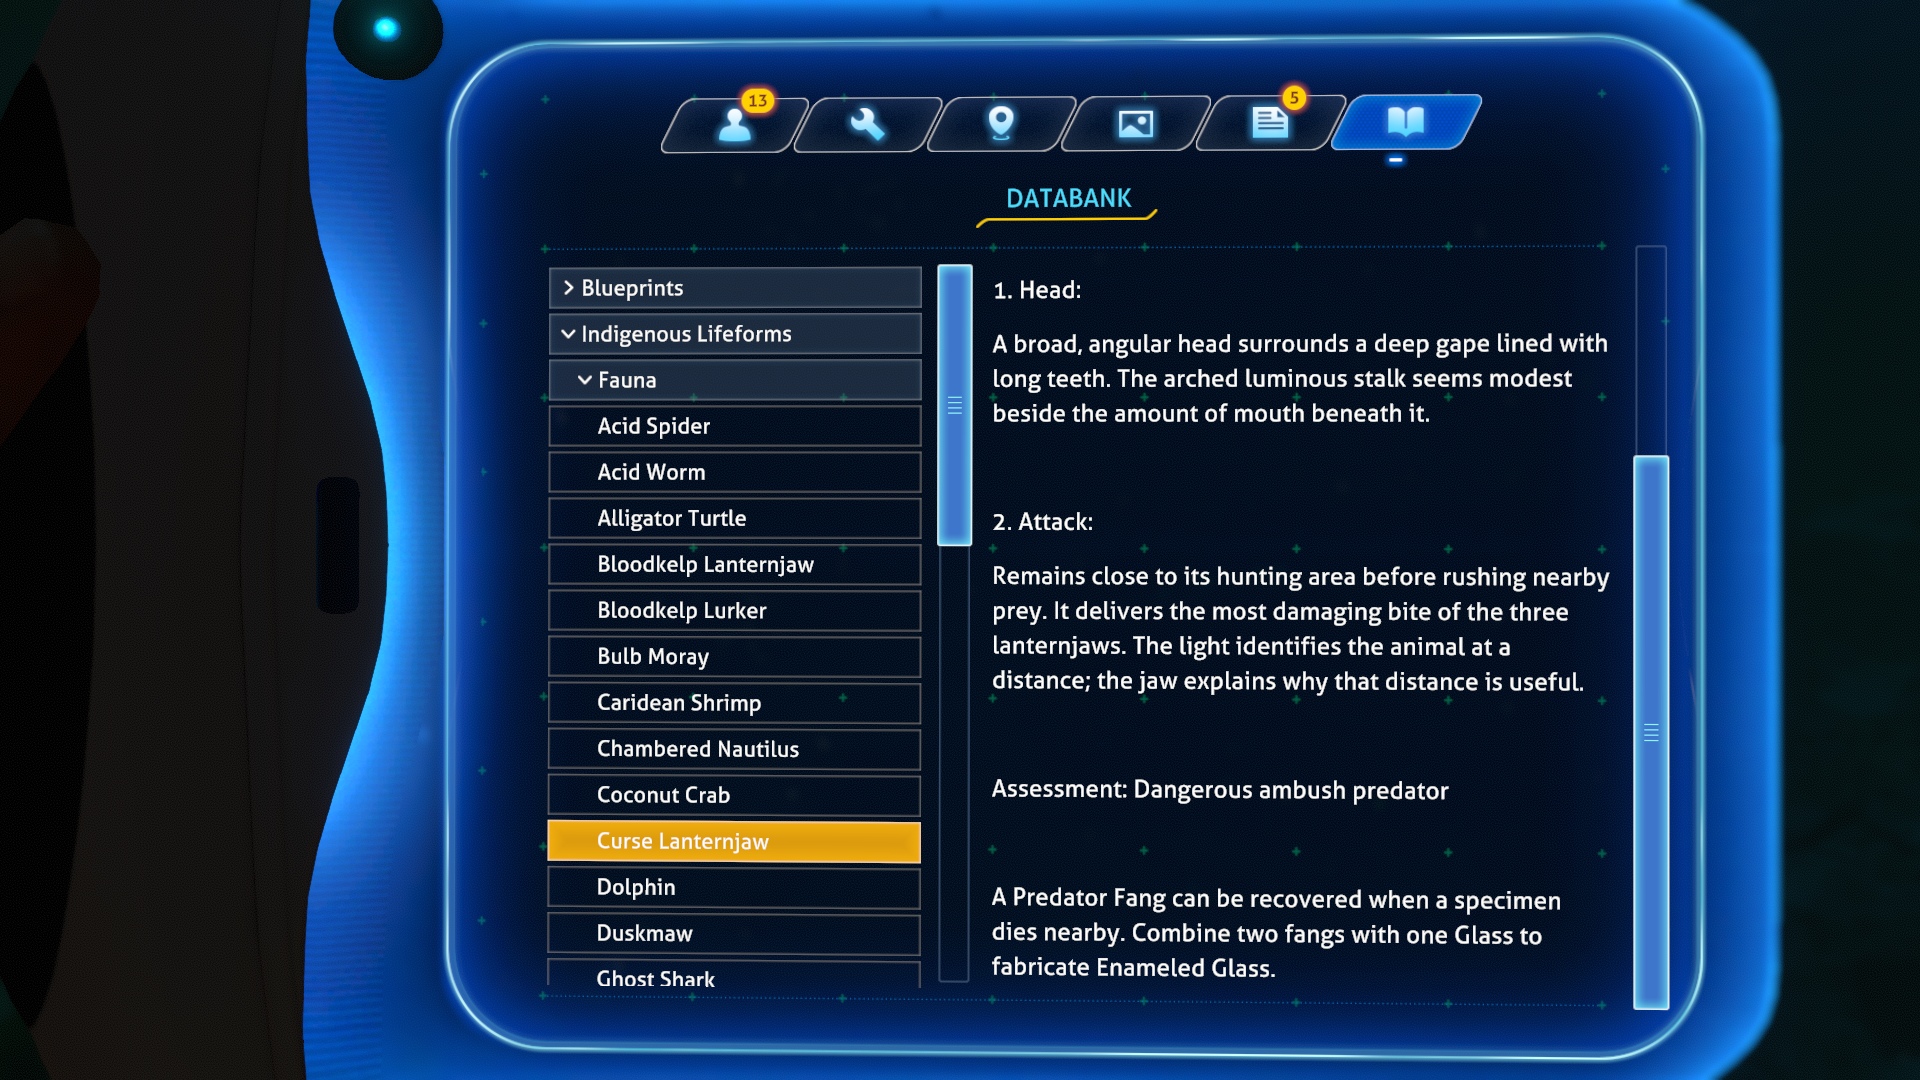 13
5
DATABANK
Blueprints
Indigenous Lifeforms
Fauna
Acid Spider
Acid Worm
Alligator Turtle
Bloodkelp Lanternjaw
Bloodkelp Lurker
Bulb Moray
Caridean Shrimp
Chambered Nautilus
Coconut Crab
Curse Lanternjaw
Dolphin
Duskmaw
Ghost Shark
1. Head:
A broad, angular head surrounds a deep gape lined with
long teeth. The arched luminous stalk seems modest
beside the amount of mouth beneath it.
2. Attack:
Remains close to its hunting area before rushing nearby
prey. It delivers the most damaging bite of the three
lanternjaws. The light identifies the animal at a
distance; the jaw explains why that distance is useful.
Assessment: Dangerous ambush predator
A Predator Fang can be recovered when a specimen
dies nearby. Combine two fangs with one Glass to
fabricate Enameled Glass.